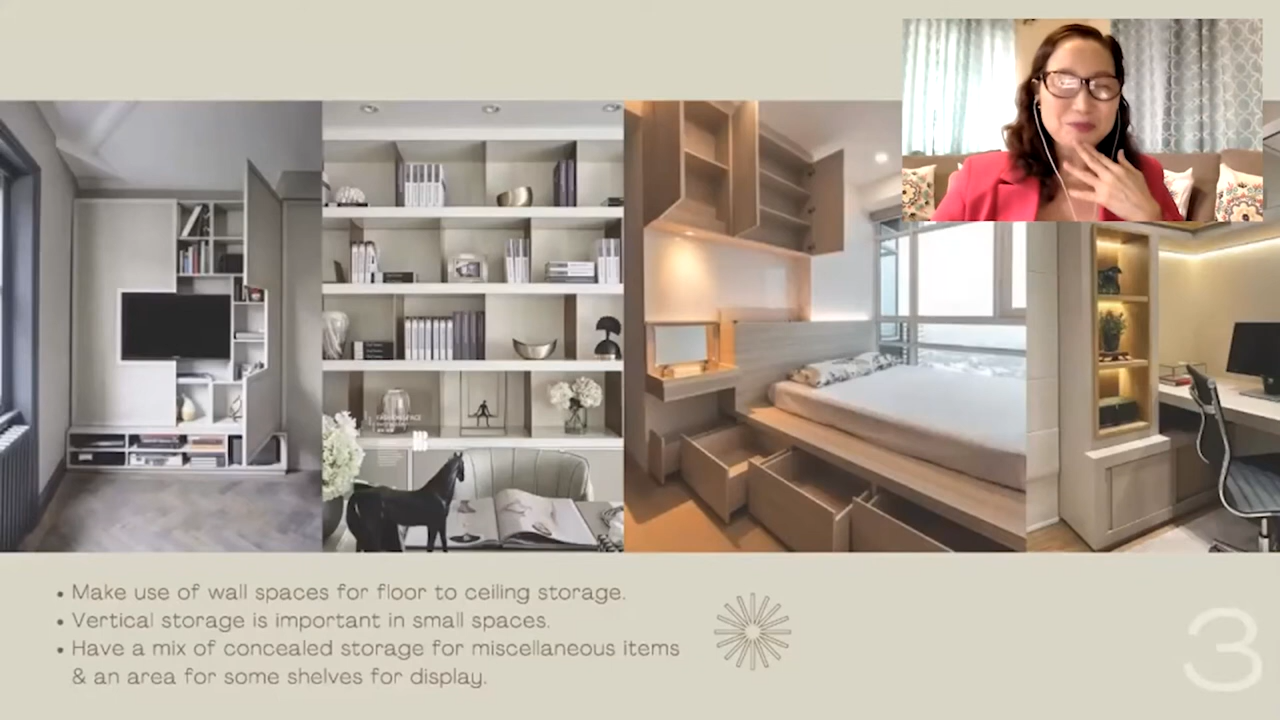 • Make use of wall spaces for floor to ceiling storage.
• Vertical storage is important in small spaces.
• Have a mix of concealed storage for miscellaneous items
& an area for some shelves for display.
3